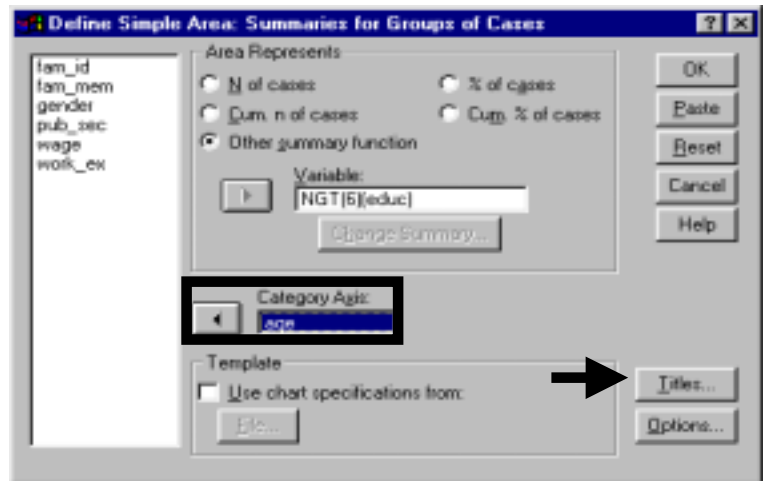 Define Simple Area: Summaries for Groups of Cases
fam_id
fam_mem
gender
pub_sec
wage
work_ex
Area Represents
N of cases
% of cases
Cum. n of cases
Cum. % of cases
Other summary function
Variable:
NGT(6)(educ)
Change Summary...
Category Axis:
age
Template
Use chart specifications from:
File...
OK
Paste
Reset
Cancel
Help
Titles...
Options...